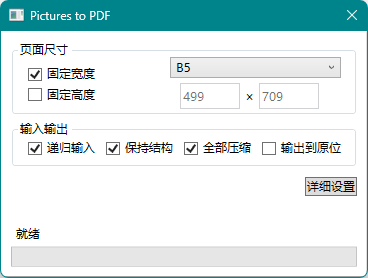 Pictures to PDF
页面尺寸
固定宽度
B5
固定高度
499 x 709
输入输出
递归输入 保持结构 全部压缩 输出到原位
详细设置
就绪